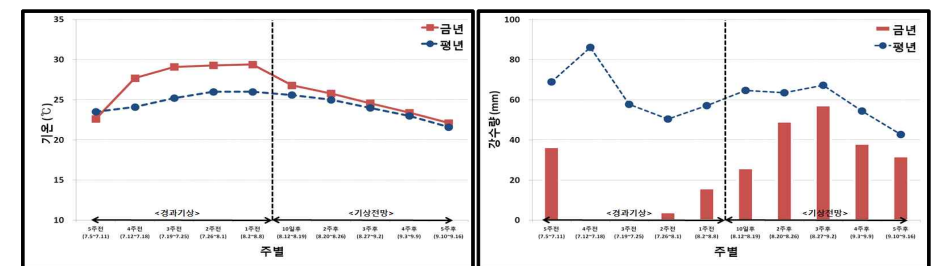 35
30
25
20
15
10
기온(℃)
금년
평년
<경과기상>
<기상전망>
5주전
(7.5~7.11)
4주전
(7.12~7.18)
3주전
(7.19~7.25)
2주전
(7.26~8.1)
1주전
(8.2~8.8)
10일후
(8.12~8.19)
2주후
(8.20~8.26)
3주후
(8.27~9.2)
4주후
(9.3~9.9)
5주후
(9.10~9.16)
주별
100
80
60
40
20
0
강수량(mm)
금년
평년
<경과기상>
<기상전망>
5주전
(7.5~7.11)
4주전
(7.12~7.18)
3주전
(7.19~7.25)
2주전
(7.26~8.1)
1주전
(8.2~8.8)
10일후
(8.12~8.19)
2주후
(8.20~8.26)
3주후
(8.27~9.2)
4주후
(9.3~9.9)
5주후
(9.10~9.16)
주별